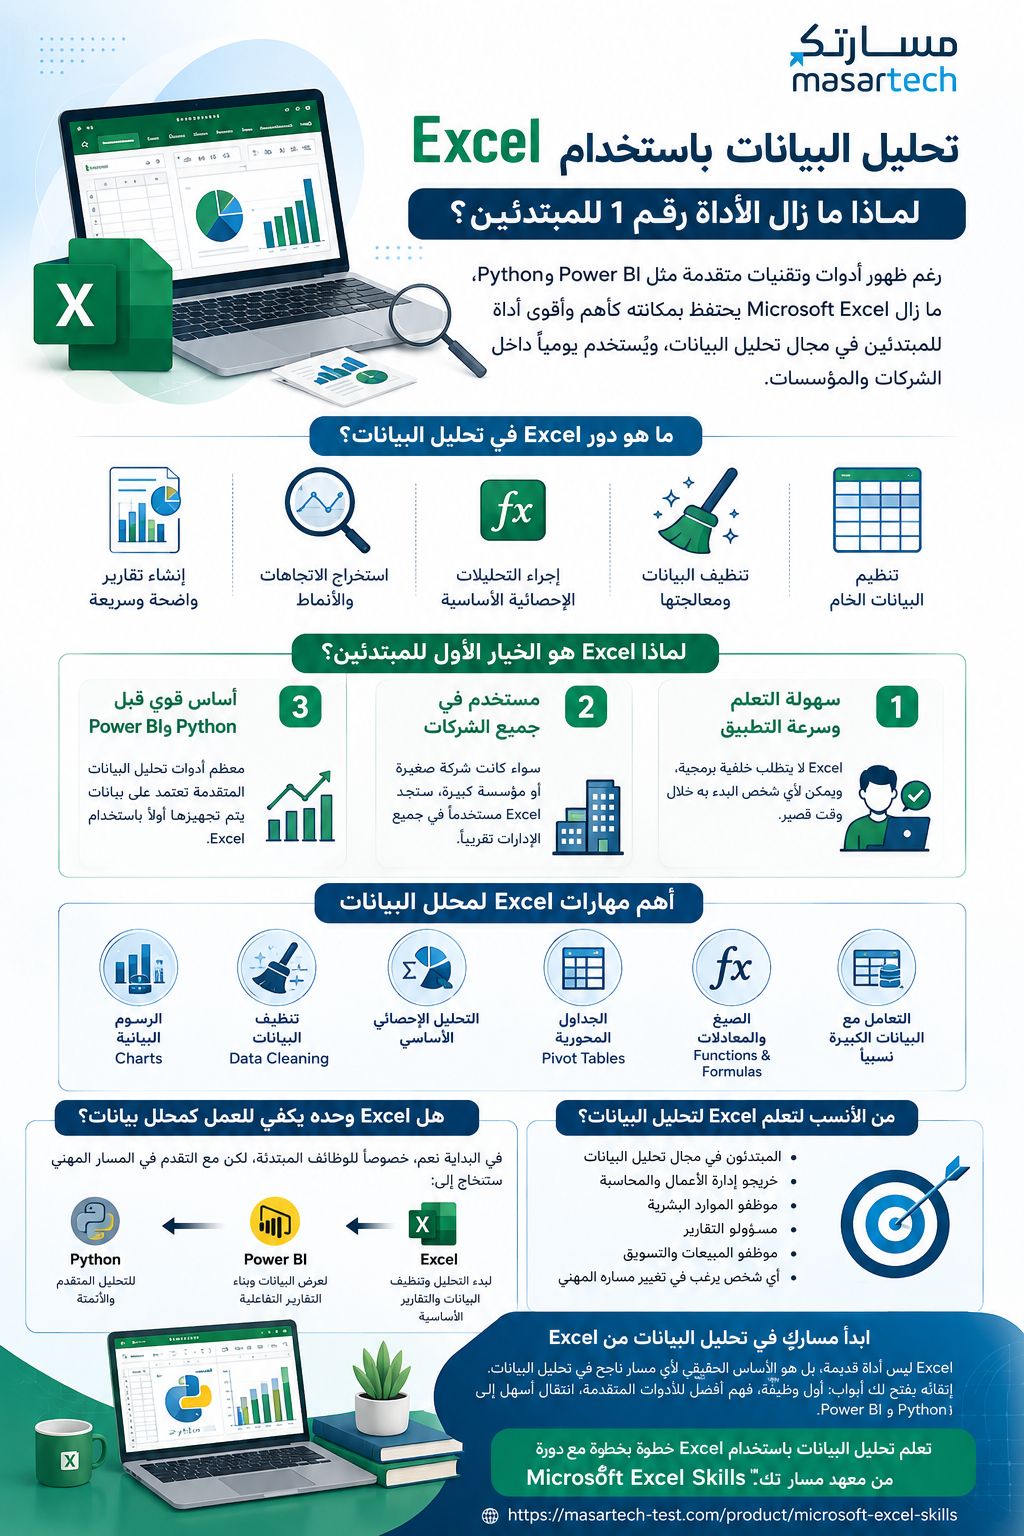 مسارتك
masartech
تحليل البيانات باستخدام Excel
لماذا ما زال الأداة رقم 1 للمبتدئين؟
رغم ظهور أدوات وتقنيات متقدمة مثل Power BI وPython،
ما زال Microsoft Excel يحتفظ بمكانته كأهم وأقوى أداة
للمبتدئين في مجال تحليل البيانات، ويُستخدم يومياً داخل
الشركات والمؤسسات.
X
ما هو دور Excel في تحليل البيانات؟
تنظيم
البيانات الخام
تنظيف البيانات
ومعالجتها
fx
إجراء التحليلات
الإحصائية الأساسية
استخراج الاتجاهات
والأنماط
إنشاء تقارير
واضحة وسريعة
لماذا Excel هو الخيار الأول للمبتدئين؟
1
سهولة التعلم
وسرعة التطبيق
Excel لا يتطلب خلفية برمجية،
ويمكن لأي شخص البدء به خلال
وقت قصير.
2
مستخدم في
جميع الشركات
سواء كانت شركة صغيرة
أو مؤسسة كبيرة، ستجد
Excel مستخدماً في جميع
الإدارات تقريباً.
3
أساس قوي قبل
Python وPower BI
معظم أدوات تحليل البيانات
المتقدمة تعتمد على بيانات
يتم تجهيزها أولاً باستخدام
Excel.
أهم مهارات Excel لمحلل البيانات
التعامل مع
البيانات الكبيرة
نسبياً
fx
الصيغ
والمعادلات
Functions &
Formulas
الجداول
المحورية
Pivot Tables
Σ
التحليل الإحصائي
الأساسي
تنظيف
البيانات
Data Cleaning
الرسوم
البيانية
Charts
من الأنسب لتعلم Excel لتحليل البيانات؟
• المبتدئون في مجال تحليل البيانات
• خريجو إدارة الأعمال والمحاسبة
• موظفو الموارد البشرية
• مسؤولو التقارير
• موظفو المبيعات والتسويق
• أي شخص يرغب في تغيير مساره المهني
هل Excel وحده يكفي للعمل كمحلل بيانات؟
في البداية نعم، خصوصاً للوظائف المبتدئة، لكن مع التقدم في المسار المهني
ستنخاج إلى:
X
Excel
لبدء التحليل وتنظيف
البيانات والتقارير
الأساسية
Power BI
لعرض البيانات وبناء
التقارير التفاعلية
Python
للتحليل المتقدم
والأتمتة
ابدأ مسارك في تحليل البيانات من Excel
Excel ليس أداة قديمة، بل هو الأساس الحقيقي لأي مسار ناجح في تحليل البيانات.
إتقانه يفتح لك أبواب: أول وظيفة، فهم أفضل للأدوات المتقدمة، انتقال أسهل إلى
Python و Power BI.
تعلم تحليل البيانات باستخدام Excel خطوة بخطوة مع دورة
Microsoft Excel Skills من معهد مسار تك.
https://masartech-test.com/product/microsoft-excel-skills
X